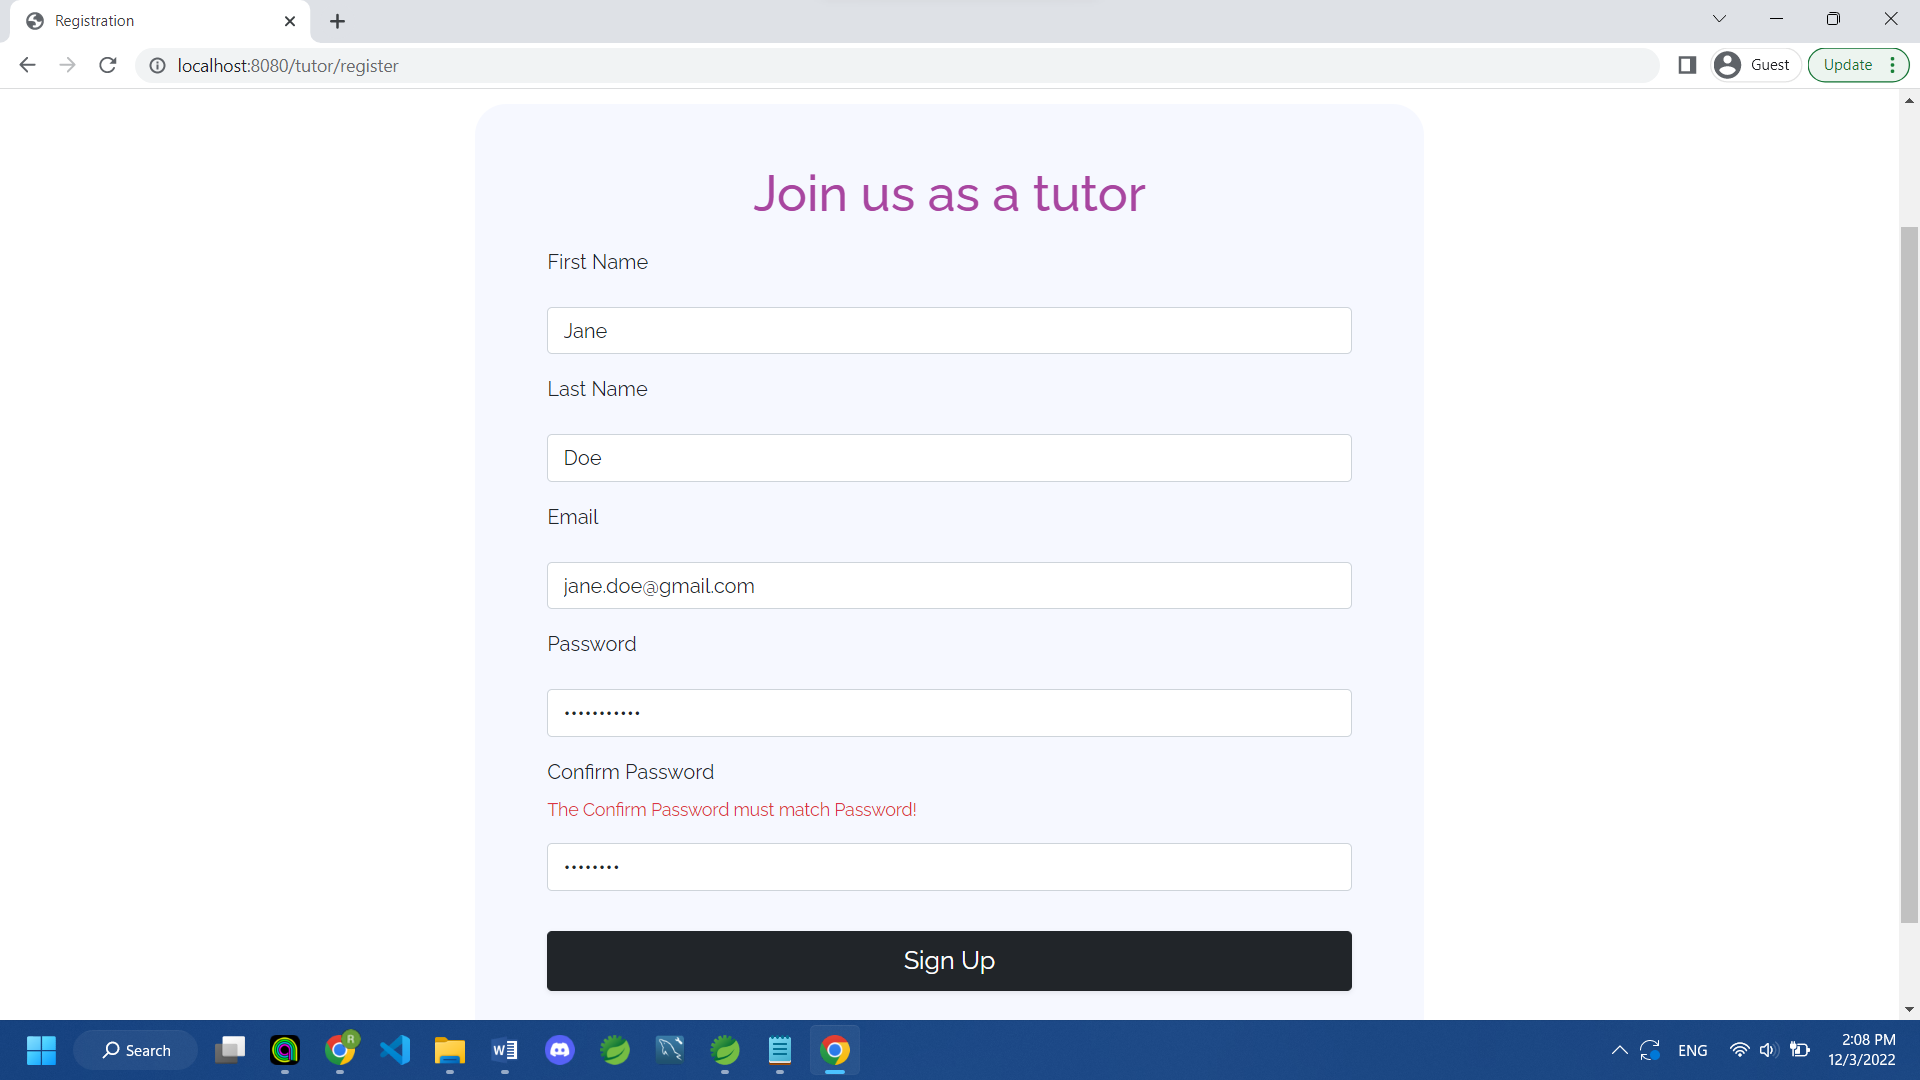 Registration
localhost:8080/tutor/register
Guest
Update
Join us as a tutor
First Name
Jane
Last Name
Doe
Email
jane.doe@gmail.com
Password
•••••••••••
Confirm Password
The Confirm Password must match Password!
••••••••
Sign Up
Search
R
W
ENG
2:08 PM
12/3/2022